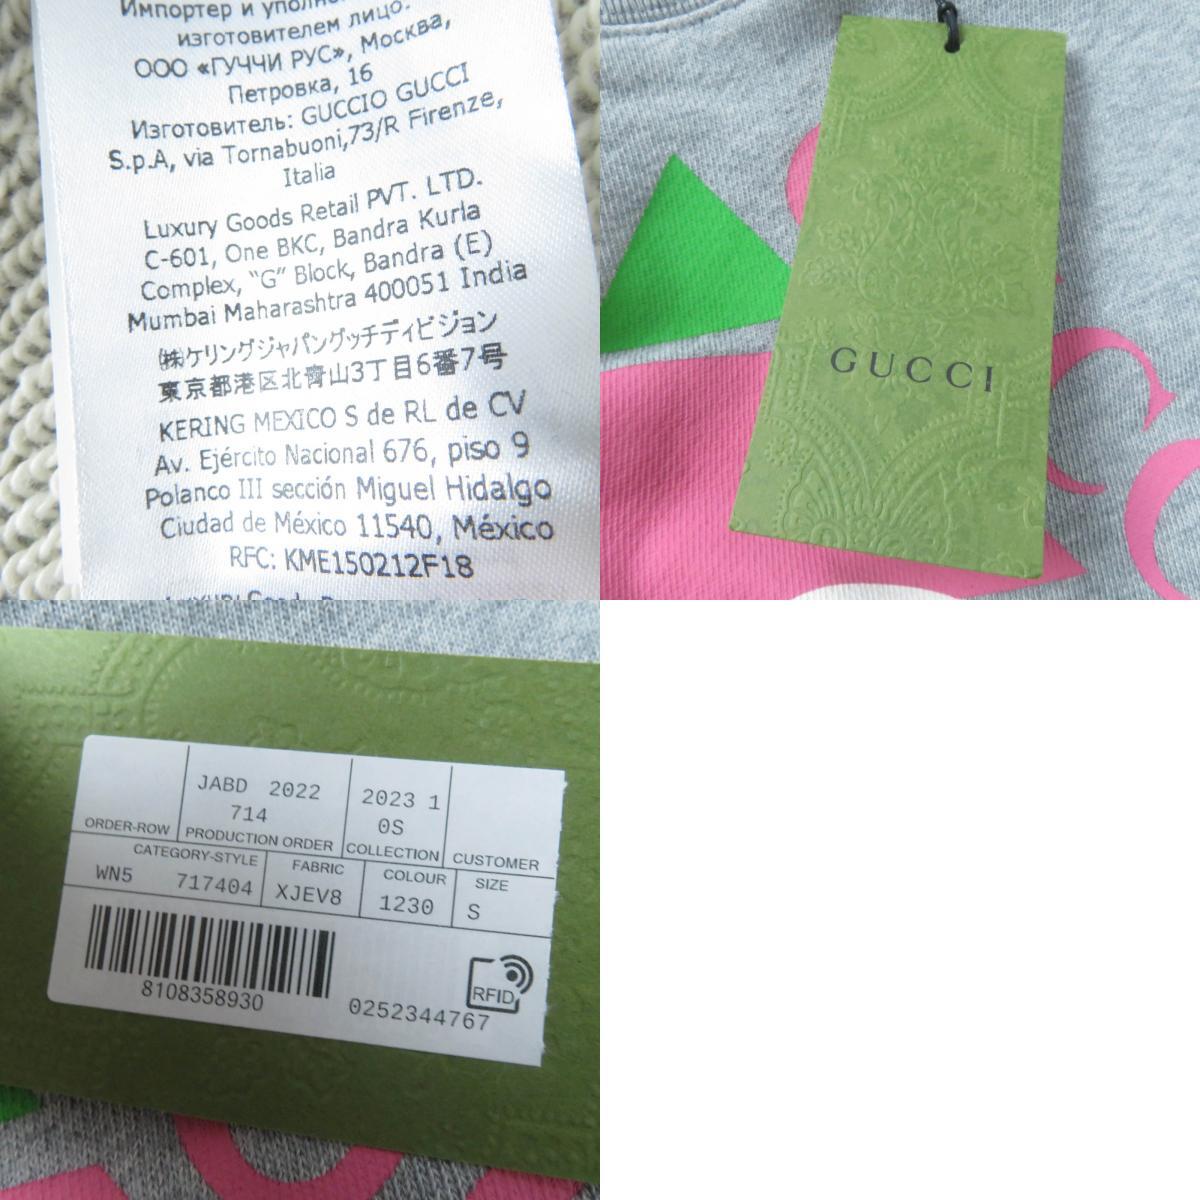 Импортер и
изготовителем лицо:
ООО «ГУЧЧИ РУС», Москва,
Петровка, 16
Изготовитель: GUCCIO GUCCI
S.p.A, via Tornabuoni,73/R Firenze,
Italia
Luxury Goods Retail PVT. LTD.
C-601, One BKC, Bandra Kurla
Complex, "G" Block, Bandra (E)
Mumbai Maharashtra 400051 India
㈱ケリングジャパングッチディビジョン
東京都港区北青山3丁目6番7号
KERING MEXICO S de RL de CV
Av. Ejército Nacional 676, piso 9
Polanco III sección Miguel Hidalgo
Ciudad de México 11540, México
RFC: KME150212F18
GUCCI
JABD 2022
714
2023 1
0S
ORDER-ROW
PRODUCTION ORDER
COLLECTION
CUSTOMER
CATEGORY-STYLE
FABRIC
COLOUR
SIZE
WN5 717404
XJEV8
1230
S
8108358930
RFID
0252344767